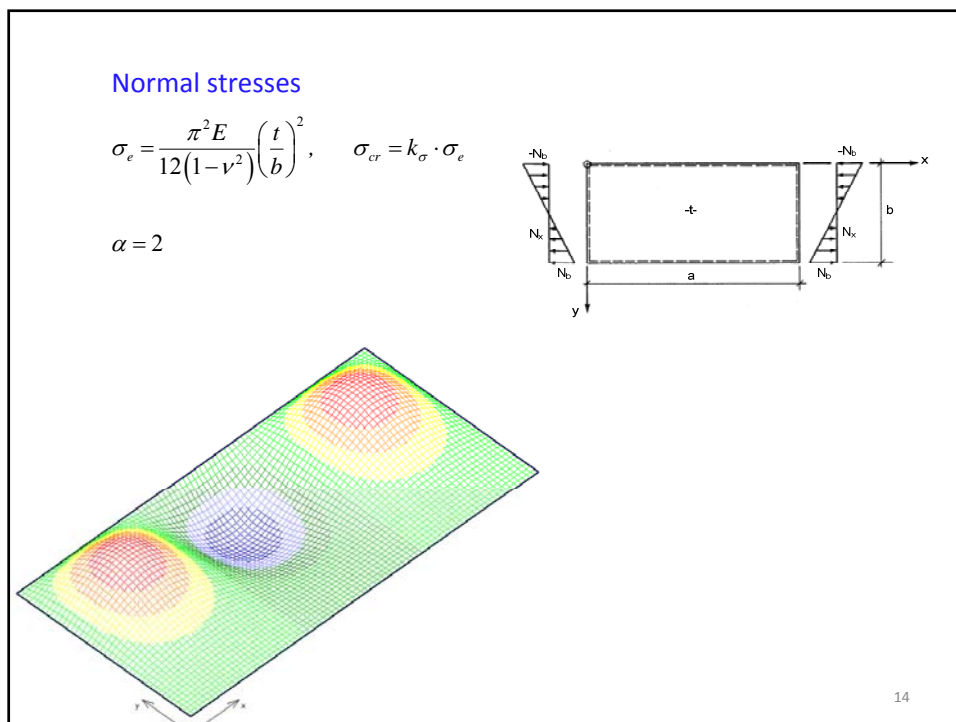 Normal stresses
σ_e = π²E / 12(1−ν²) (t/b)², σ_cr = k_σ · σ_e
α = 2
-N_b -N_b x
-t- b
N_x N_x
N_b N_b
a
y
y x
14